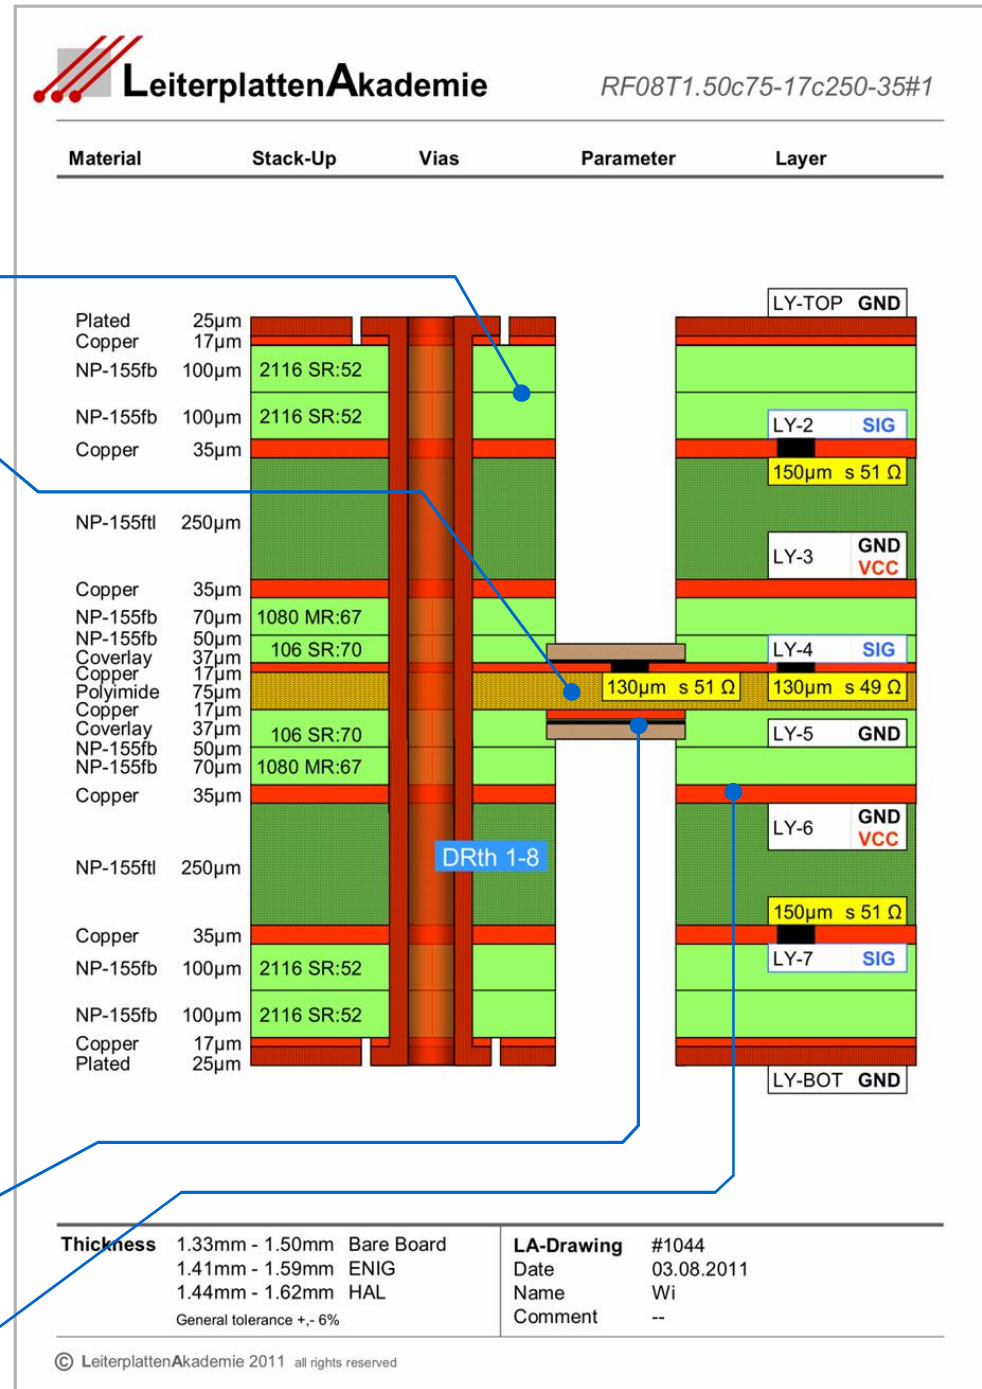 LeiterplattenAkademie
RF08T1.50c75-17c250-35#1
Material Stack-Up Vias Parameter Layer
LY-TOP GND
Plated 25µm
Copper 17µm
NP-155fb 100µm 2116 SR:52
NP-155fb 100µm 2116 SR:52
LY-2 SIG
Copper 35µm
150µm s 51 Ω
NP-155ftl 250µm
LY-3 GND
VCC
Copper 35µm
NP-155fb 70µm 1080 MR:67
NP-155fb 50µm 106 SR:70
LY-4 SIG
Coverlay 37µm
Copper 17µm
Polyimide 75µm
130µm s 51 Ω 130µm s 49 Ω
Copper 17µm
Coverlay 37µm
106 SR:70
LY-5 GND
NP-155fb 50µm
NP-155fb 70µm 1080 MR:67
Copper 35µm
LY-6 GND
VCC
DRth 1-8
NP-155ftl 250µm
150µm s 51 Ω
Copper 35µm
LY-7 SIG
NP-155fb 100µm 2116 SR:52
NP-155fb 100µm 2116 SR:52
Copper 17µm
Plated 25µm
LY-BOT GND
Thickness 1.33mm - 1.50mm Bare Board
1.41mm - 1.59mm ENIG
1.44mm - 1.62mm HAL
General tolerance +,- 6%
LA-Drawing #1044
Date 03.08.2011
Name Wi
Comment --
© LeiterplattenAkademie 2011 all rights reserved